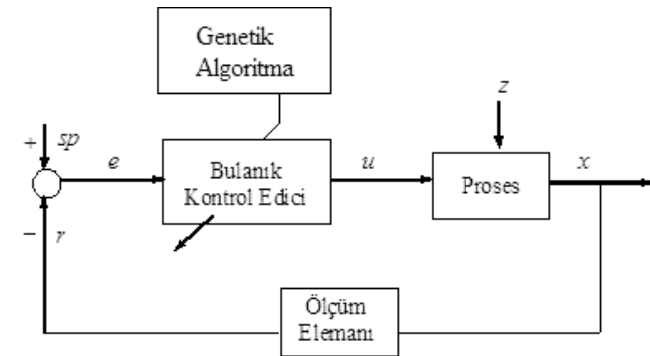 Genetik
Algoritma
z
+ sp
e
Bulanık
Kontrol Edici
u
Proses
x
− r
Ölçüm
Elemanı